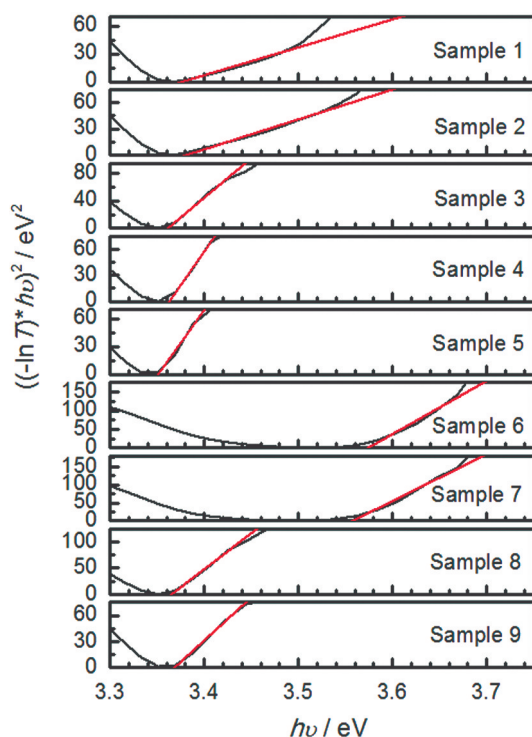 ((-ln T)*hυ)² / eV²
60
30
0
Sample 1
60
30
0
Sample 2
80
40
0
Sample 3
60
30
0
Sample 4
60
30
0
Sample 5
150
100
50
0
Sample 6
150
100
50
0
Sample 7
100
50
0
Sample 8
60
30
0
Sample 9
3.3 3.4 3.5 3.6 3.7
hυ / eV